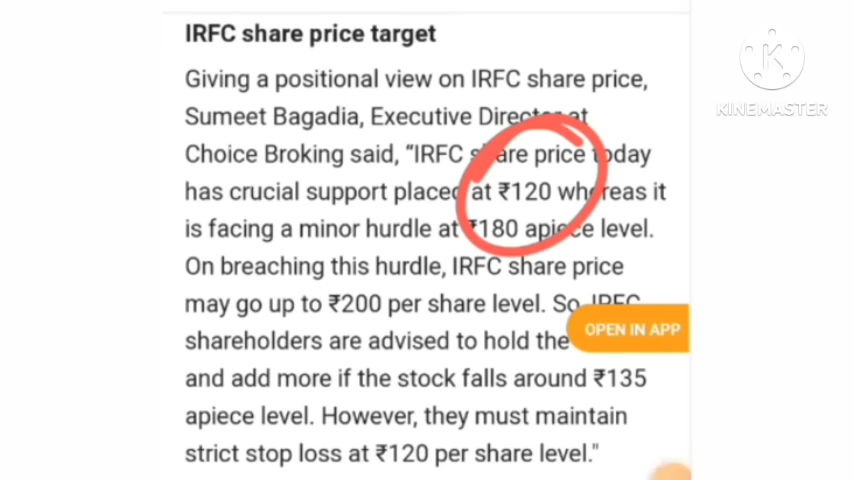 IRFC share price target
Giving a positional view on IRFC share price,
Sumeet Bagadia, Executive Director at
Choice Broking said, “IRFC share price today
has crucial support placed at ₹120 whereas it
is facing a minor hurdle at ₹180 apiece level.
On breaching this hurdle, IRFC share price
may go up to ₹200 per share level. So, IRFC
shareholders are advised to hold the
and add more if the stock falls around ₹135
apiece level. However, they must maintain
strict stop loss at ₹120 per share level."
OPEN IN APP
K
KINEMASTER